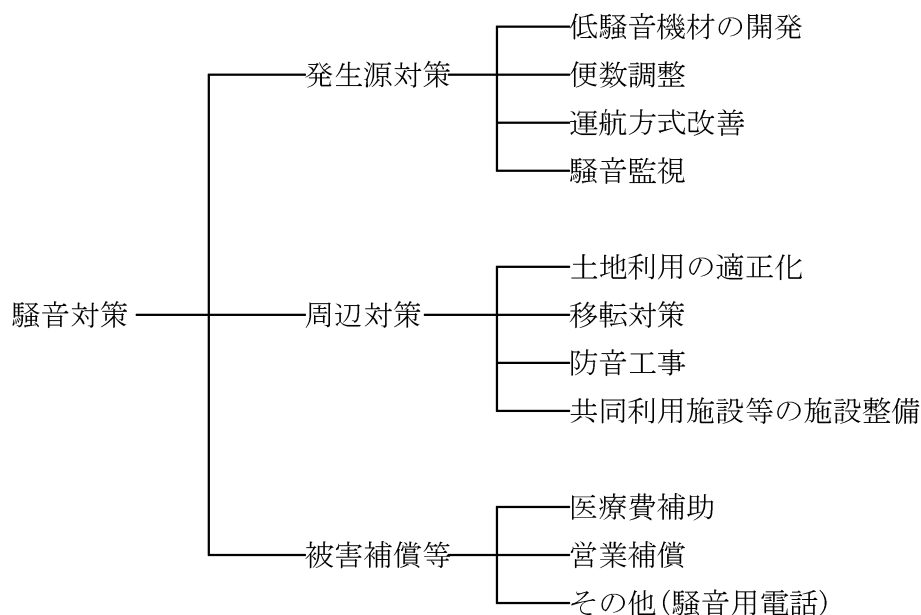 騒音対策
発生源対策
低騒音機材の開発
便数調整
運航方式改善
騒音監視
周辺対策
土地利用の適正化
移転対策
防音工事
共同利用施設等の施設整備
被害補償等
医療費補助
営業補償
その他(騒音用電話)